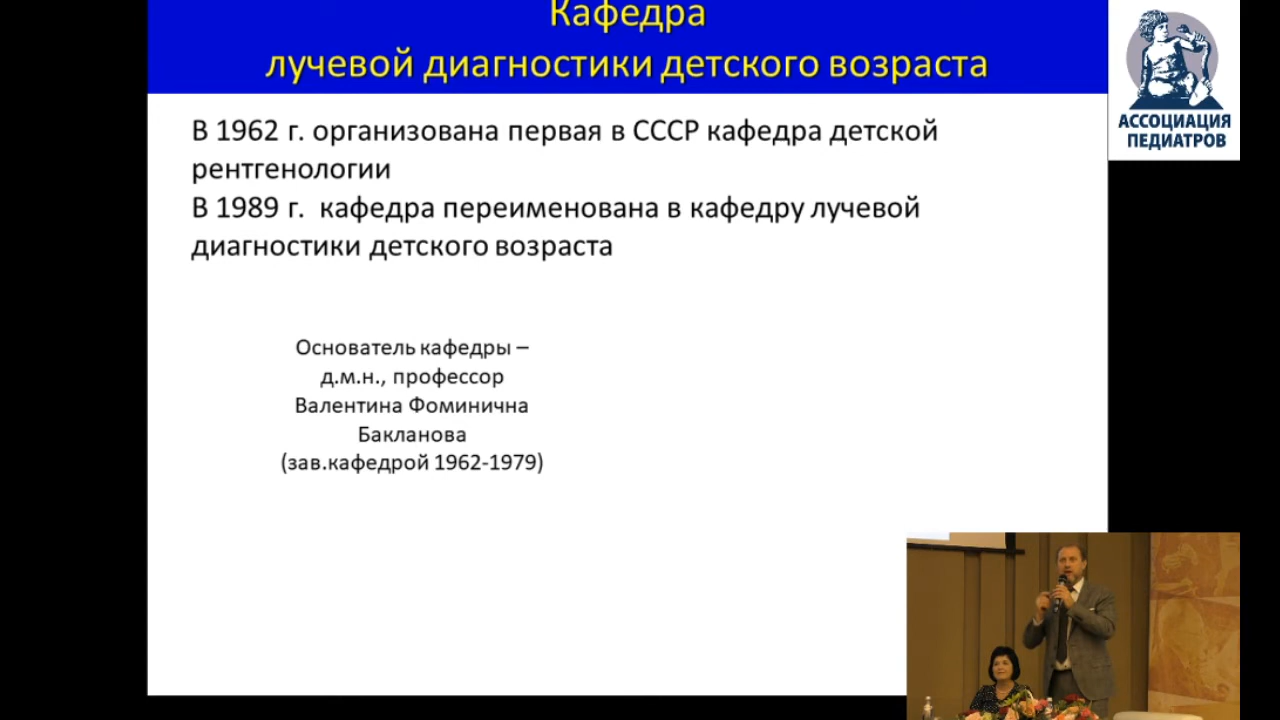 Кафедра
лучевой диагностики детского возраста
АССОЦИАЦИЯ
ПЕДИАТРОВ
В 1962 г. организована первая в СССР кафедра детской
рентгенологии
В 1989 г.  кафедра переименована в кафедру лучевой
диагностики детского возраста
Основатель кафедры –
д.м.н., профессор
Валентина Фоминична
Бакланова
(зав.кафедрой 1962-1979)